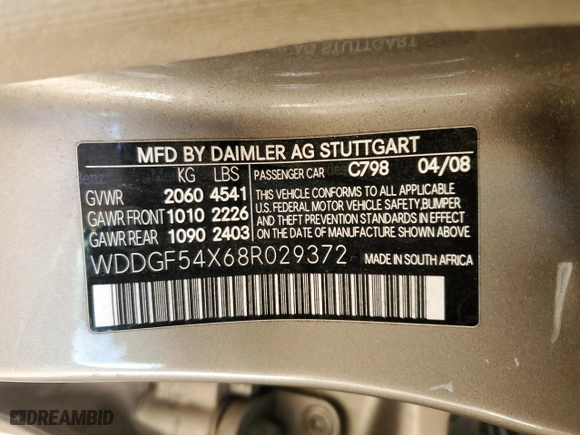 AG STUTTGART
MFD BY DAIMLER AG STUTTGART
KG LBS PASSENGER CAR C798 04/08
GVWR 2060 4541
GAWR FRONT 1010 2226
GAWR REAR 1090 2403
THIS VEHICLE CONFORMS TO ALL APPLICABLE
U.S. FEDERAL MOTOR VEHICLE SAFETY,BUMPER
AND THEFT PREVENTION STANDARDS IN EFFECT
ON THE DATE OF MANUFACTURE SHOWN ABOVE
WDDGF54X68R029372 MADE IN SOUTH AFRICA
DREAMBID